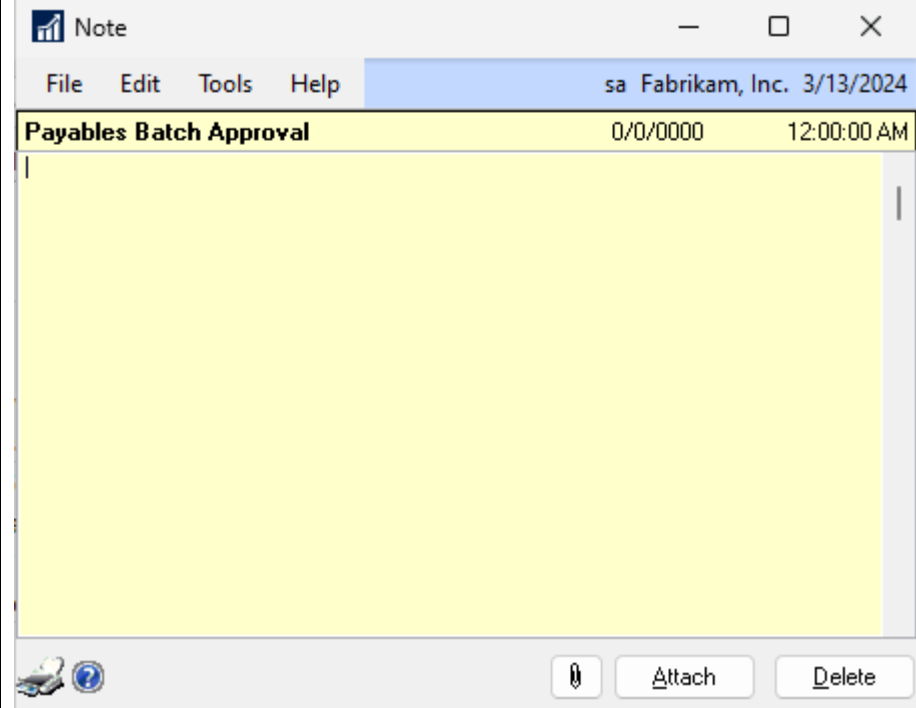 Note
File Edit Tools Help sa Fabrikam, Inc. 3/13/2024
Payables Batch Approval 0/0/0000 12:00:00 AM
Attach Delete